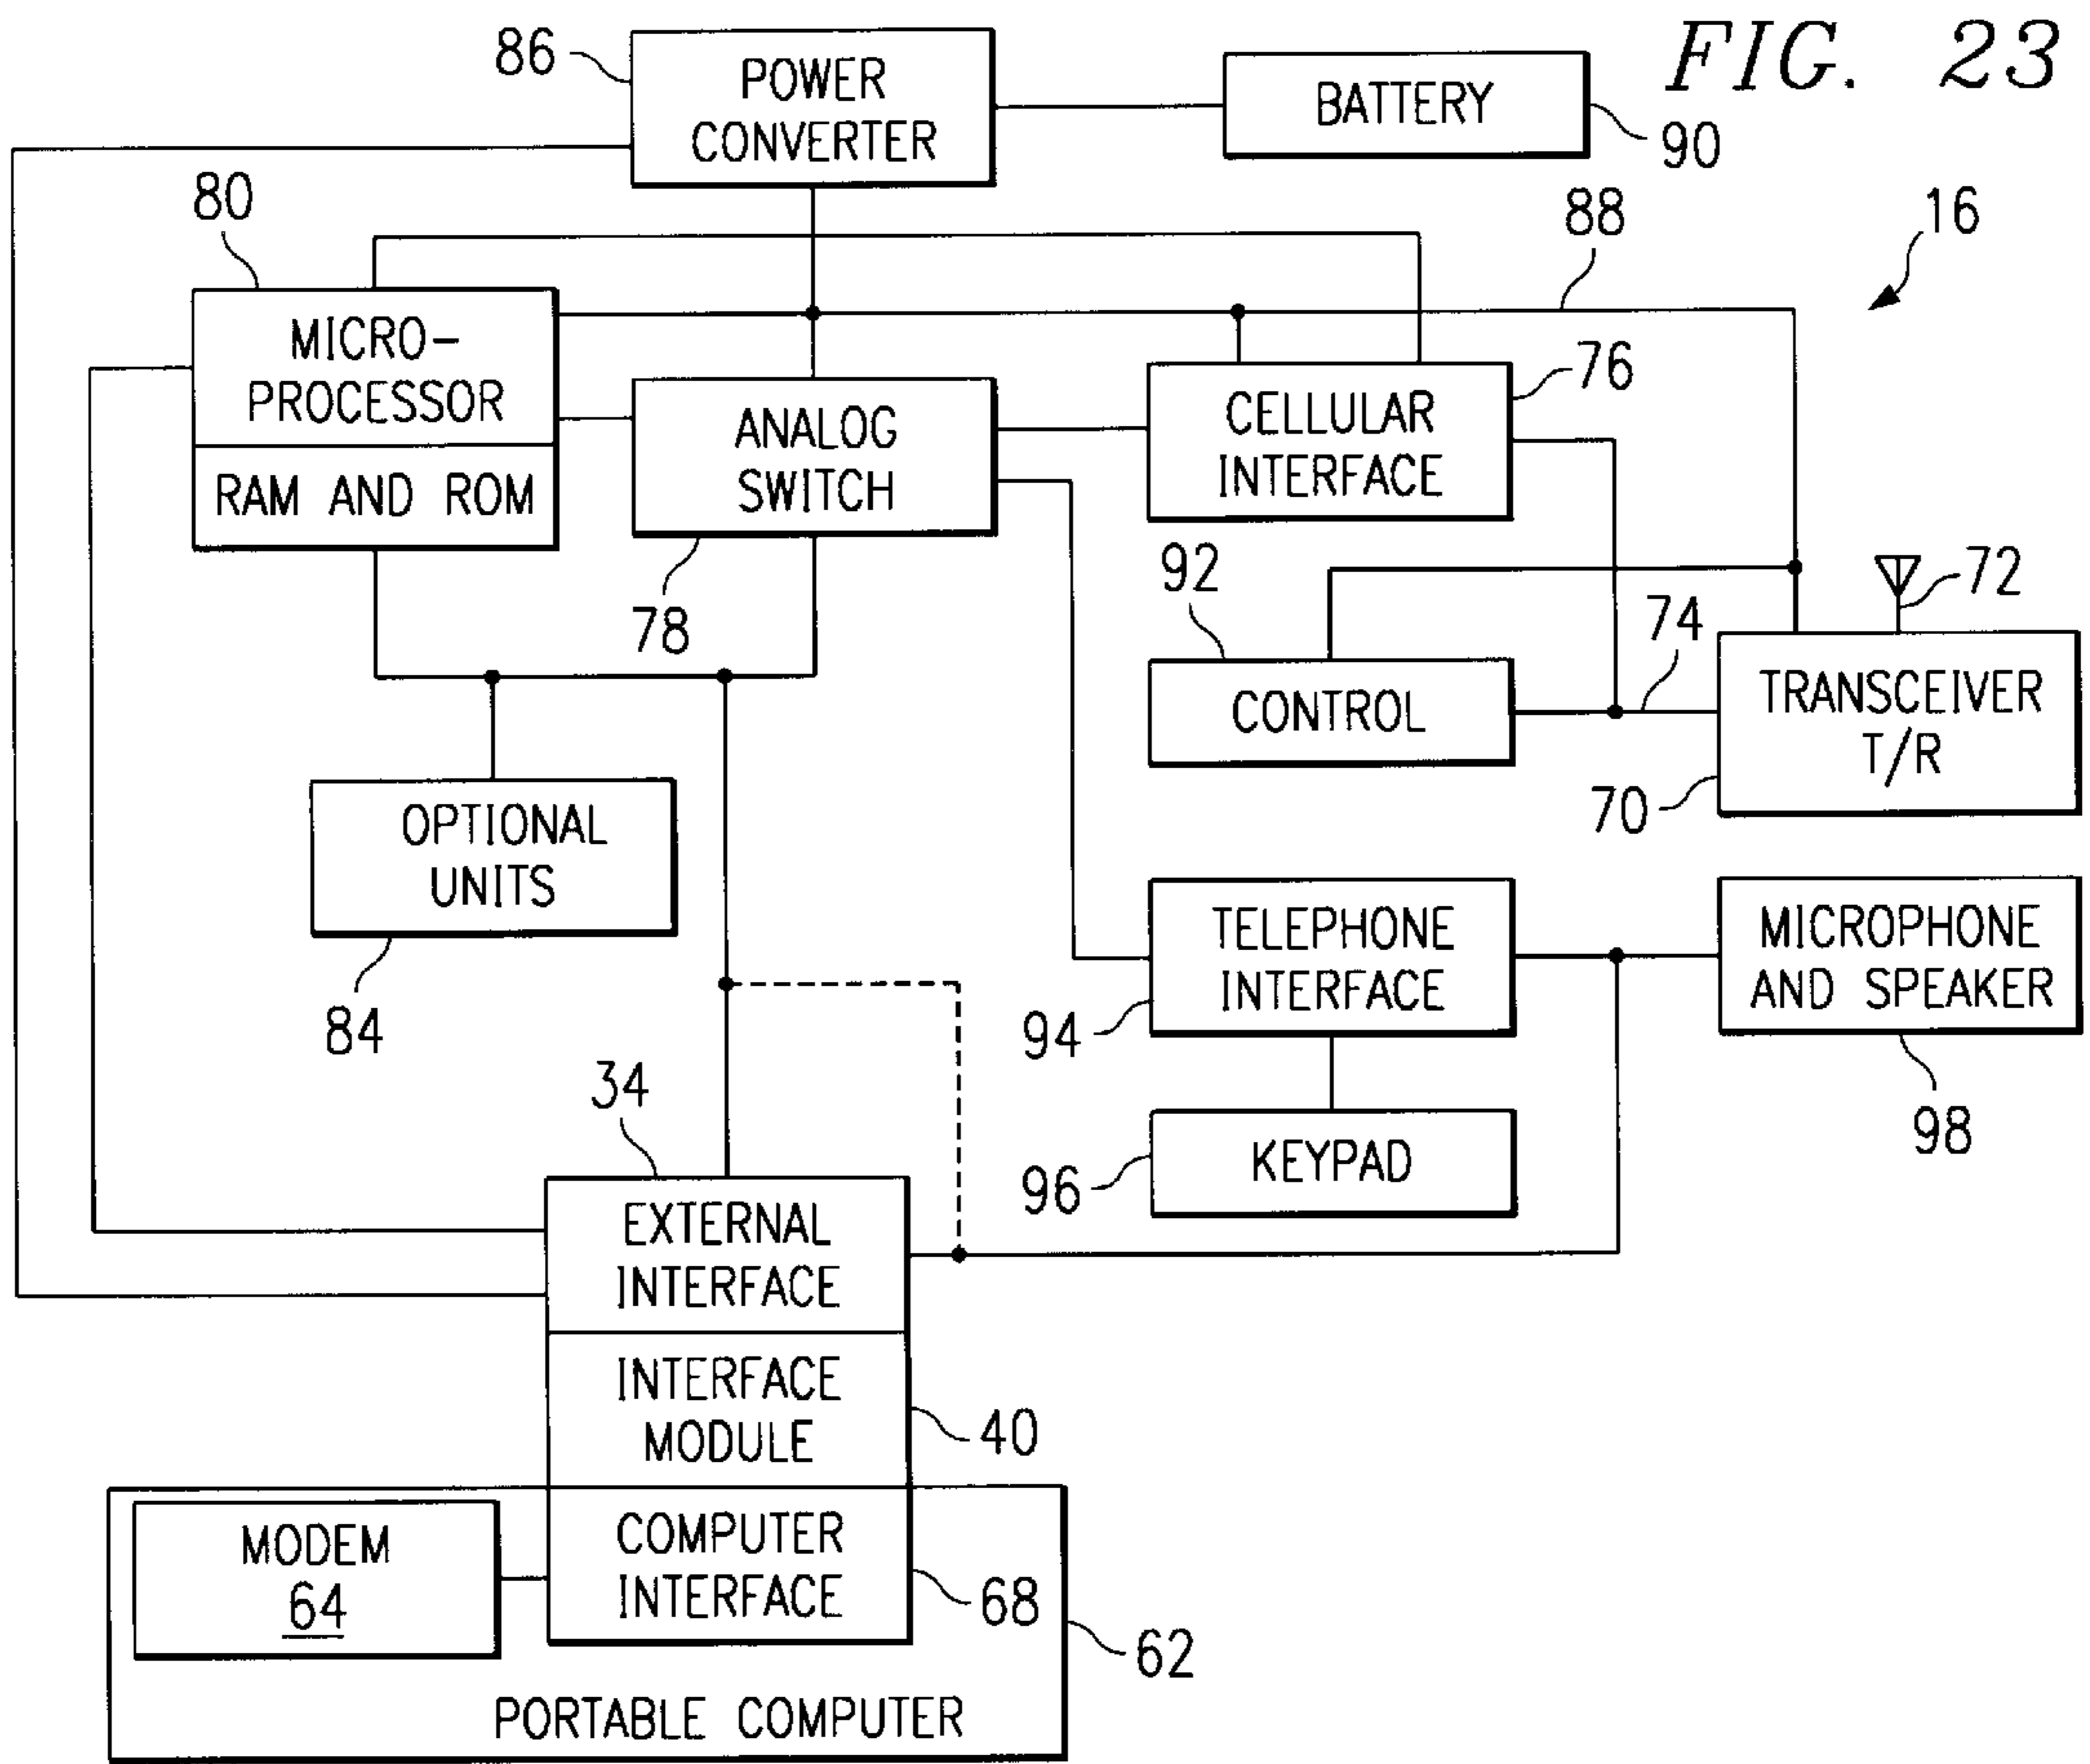 FIG. 23
86
POWER
CONVERTER
BATTERY
90
80
88
16
MICRO-
PROCESSOR
RAM AND ROM
ANALOG
SWITCH
78
CELLULAR
INTERFACE
76
92
CONTROL
74
72
TRANSCEIVER
T/R
70
OPTIONAL
UNITS
84
TELEPHONE
INTERFACE
94
MICROPHONE
AND SPEAKER
98
KEYPAD
96
34
EXTERNAL
INTERFACE
INTERFACE
MODULE
40
MODEM
64
COMPUTER
INTERFACE
68
62
PORTABLE COMPUTER